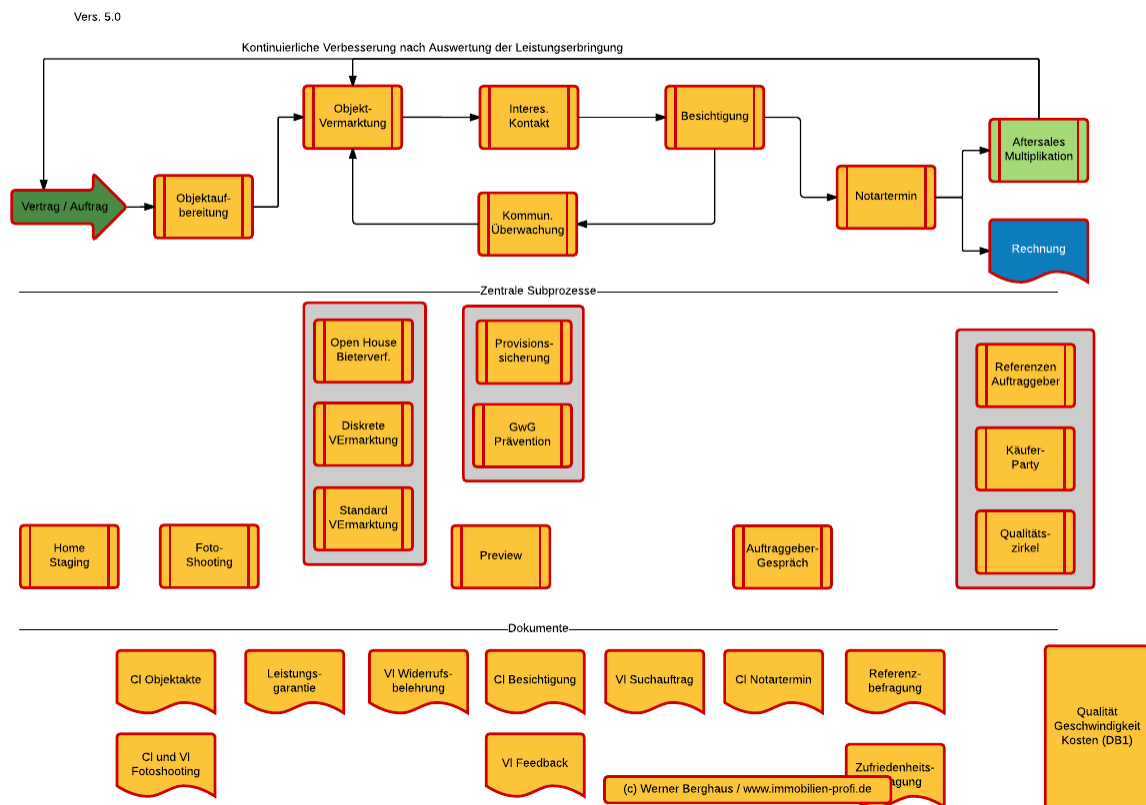 Vers. 5.0
Kontinuierliche Verbesserung nach Auswertung der Leistungserbringung
Objekt-
Vermarktung
Interes.
Kontakt
Besichtigung
Aftersales
Multiplikation
Vertrag / Auftrag
Objektauf-
bereitung
Kommun.
Überwachung
Notartermin
Rechnung
Zentrale Subprozesse
Open House
Bieterverf.
Provisions-
sicherung
Referenzen
Auftraggeber
Diskrete
VErmarktung
GwG
Prävention
Käufer-
Party
Standard
VErmarktung
Qualitäts-
zirkel
Home
Staging
Foto-
Shooting
Preview
Auftraggeber-
Gespräch
Dokumente
Cl Objektakte
Leistungs-
garantie
Vl Widerrufs-
belehrung
Cl Besichtigung
Vl Suchauftrag
Cl Notartermin
Referenz-
befragung
Qualität
Geschwindigkeit
Kosten (DB1)
Cl und Vl
Fotoshooting
Vl Feedback
Zufriedenheits-
(c) Werner Berghaus / www.immobilien-profi.de